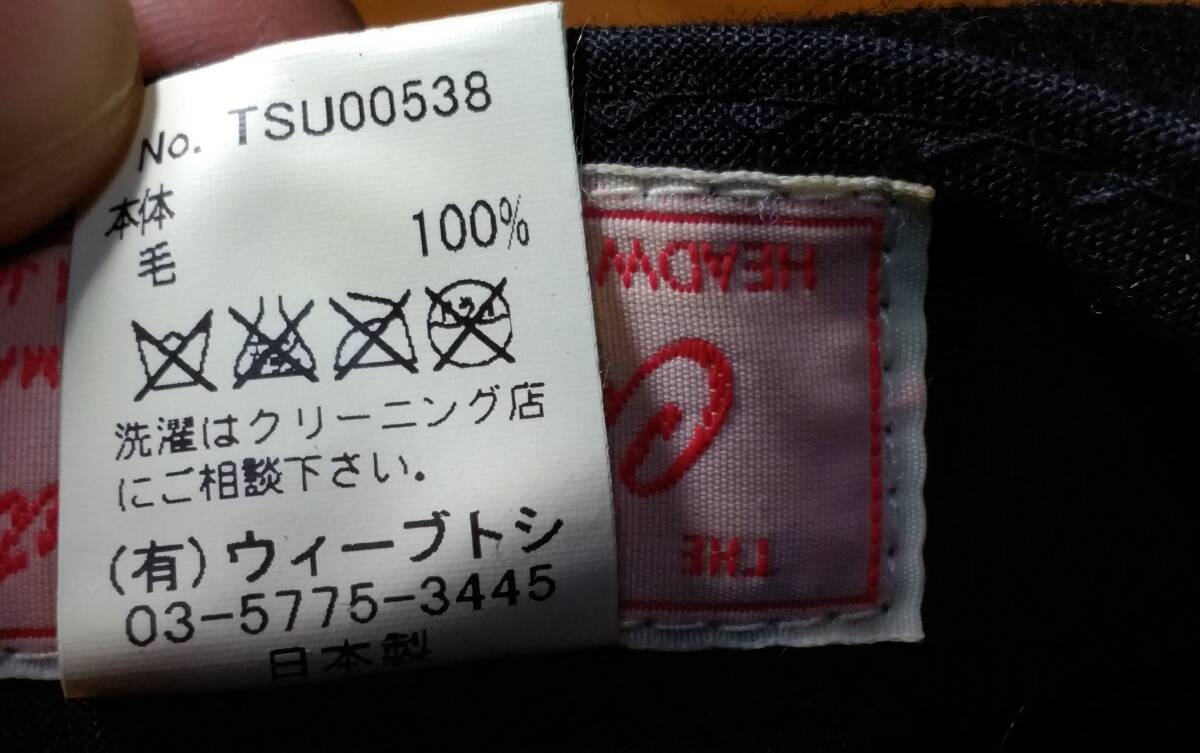 No. TSU00538
本体
毛 100%
洗濯はクリーニング店
にご相談下さい。
(有)ウィーブトシ
03-5775-3445
日本製
HEADW
THE